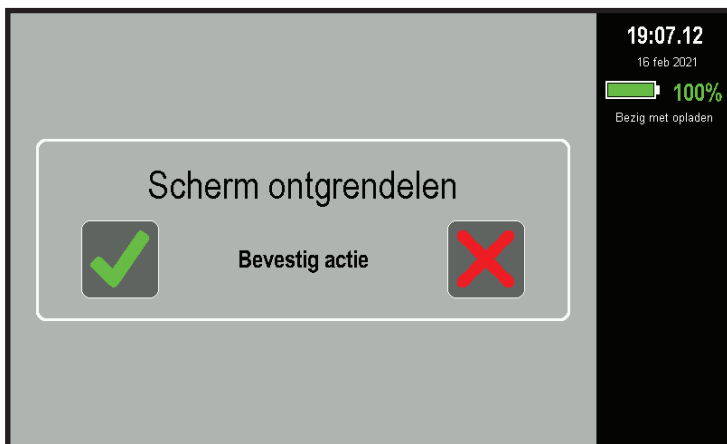 19:07.12
16 feb 2021
100%
Bezig met opladen
Scherm ontgrendelen
Bevestig actie